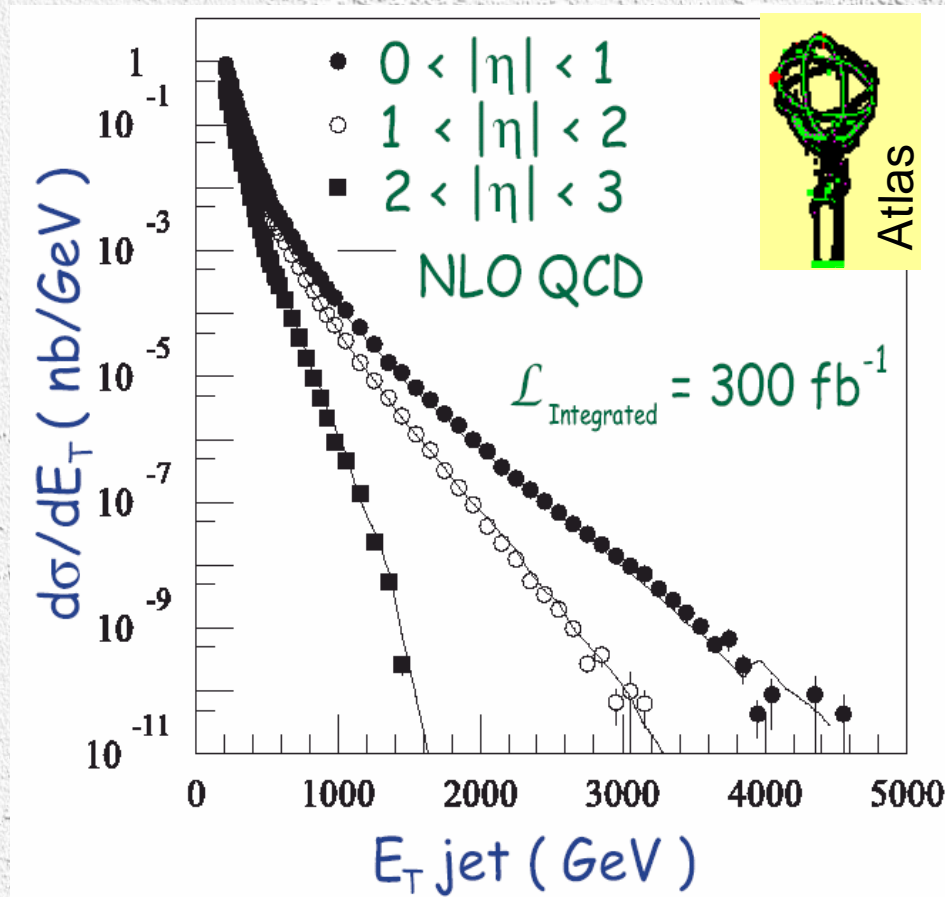 0 < |η| < 1
1 < |η| < 2
2 < |η| < 3
NLO QCD
ℒ Integrated = 300 fb⁻¹
Atlas
dσ/dE_T ( nb/GeV )
1
10⁻¹
10⁻³
10⁻⁵
10⁻⁷
10⁻⁹
10⁻¹¹
0 1000 2000 3000 4000 5000
E_T jet ( GeV )